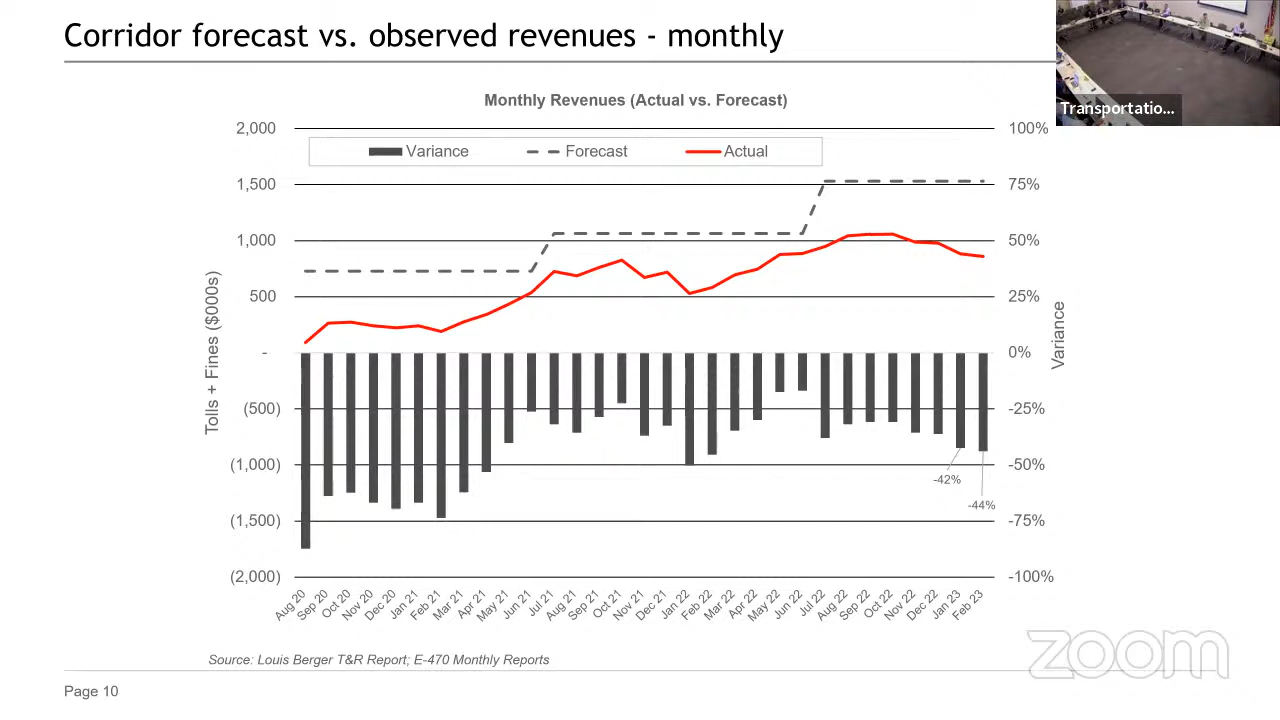 Corridor forecast vs. observed revenues - monthly
Transportatio...
Monthly Revenues (Actual vs. Forecast)
Variance Forecast Actual
2,000 100%
1,500 75%
1,000 50%
500 25%
- 0%
(500) -25%
(1,000) -50%
(1,500) -75%
(2,000) -100%
Tolls + Fines ($000s)
Variance
-42%
-44%
Aug 20 Sep 20 Oct 20 Nov 20 Dec 20 Jan 21 Feb 21 Mar 21 Apr 21 May 21 Jun 21 Jul 21 Aug 21 Sep 21 Oct 21 Nov 21 Dec 21 Jan 22 Feb 22 Mar 22 Apr 22 May 22 Jun 22 Jul 22 Aug 22 Sep 22 Oct 22 Nov 22 Dec 22 Jan 23 Feb 23
Source: Louis Berger T&R Report; E-470 Monthly Reports
zoom
Page 10